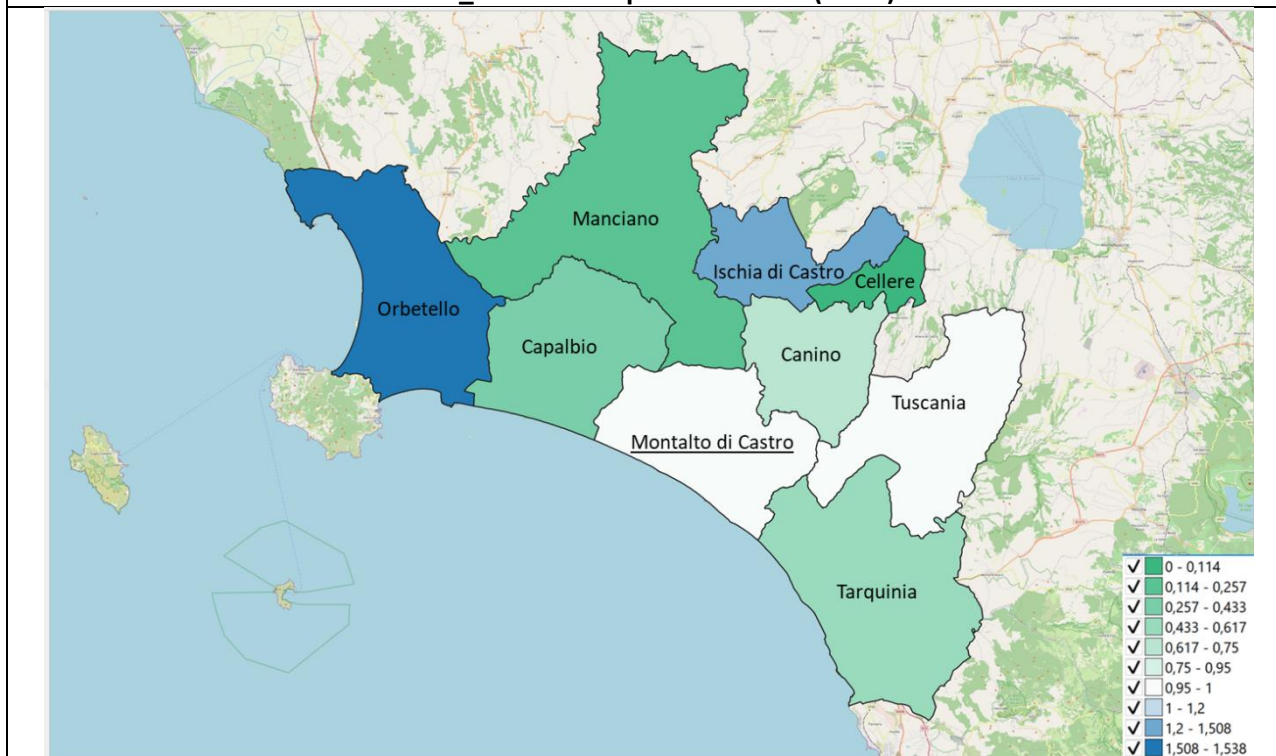 Manciano
Ischia di Castro
Cellere
Orbetello
Capalbio
Canino
Tuscania
Montalto di Castro
Tarquinia
0 - 0,114
0,114 - 0,257
0,257 - 0,433
0,433 - 0,617
0,617 - 0,75
0,75 - 0,95
0,95 - 1
1 - 1,2
1,2 - 1,508
1,508 - 1,538